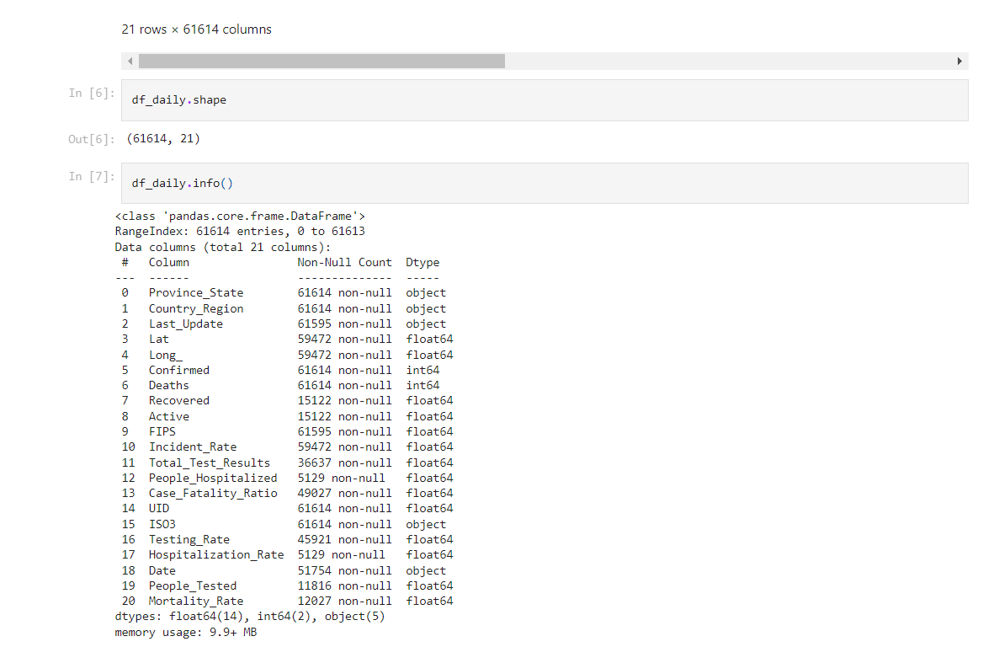 21 rows × 61614 columns
In [6]:
df_daily.shape
Out[6]: (61614, 21)
In [7]:
df_daily.info()
<class 'pandas.core.frame.DataFrame'>
RangeIndex: 61614 entries, 0 to 61613
Data columns (total 21 columns):
 #   Column                Non-Null Count  Dtype
---  ------                --------------  -----
 0   Province_State        61614 non-null  object
 1   Country_Region        61614 non-null  object
 2   Last_Update           61595 non-null  object
 3   Lat                   59472 non-null  float64
 4   Long_                 59472 non-null  float64
 5   Confirmed             61614 non-null  int64
 6   Deaths                61614 non-null  int64
 7   Recovered             15122 non-null  float64
 8   Active                15122 non-null  float64
 9   FIPS                  61595 non-null  float64
 10  Incident_Rate         59472 non-null  float64
 11  Total_Test_Results    36637 non-null  float64
 12  People_Hospitalized   5129 non-null   float64
 13  Case_Fatality_Ratio   49027 non-null  float64
 14  UID                   61614 non-null  float64
 15  ISO3                  61614 non-null  object
 16  Testing_Rate          45921 non-null  float64
 17  Hospitalization_Rate  5129 non-null   float64
 18  Date                  51754 non-null  object
 19  People_Tested         11816 non-null  float64
 20  Mortality_Rate        12027 non-null  float64
dtypes: float64(14), int64(2), object(5)
memory usage: 9.9+ MB